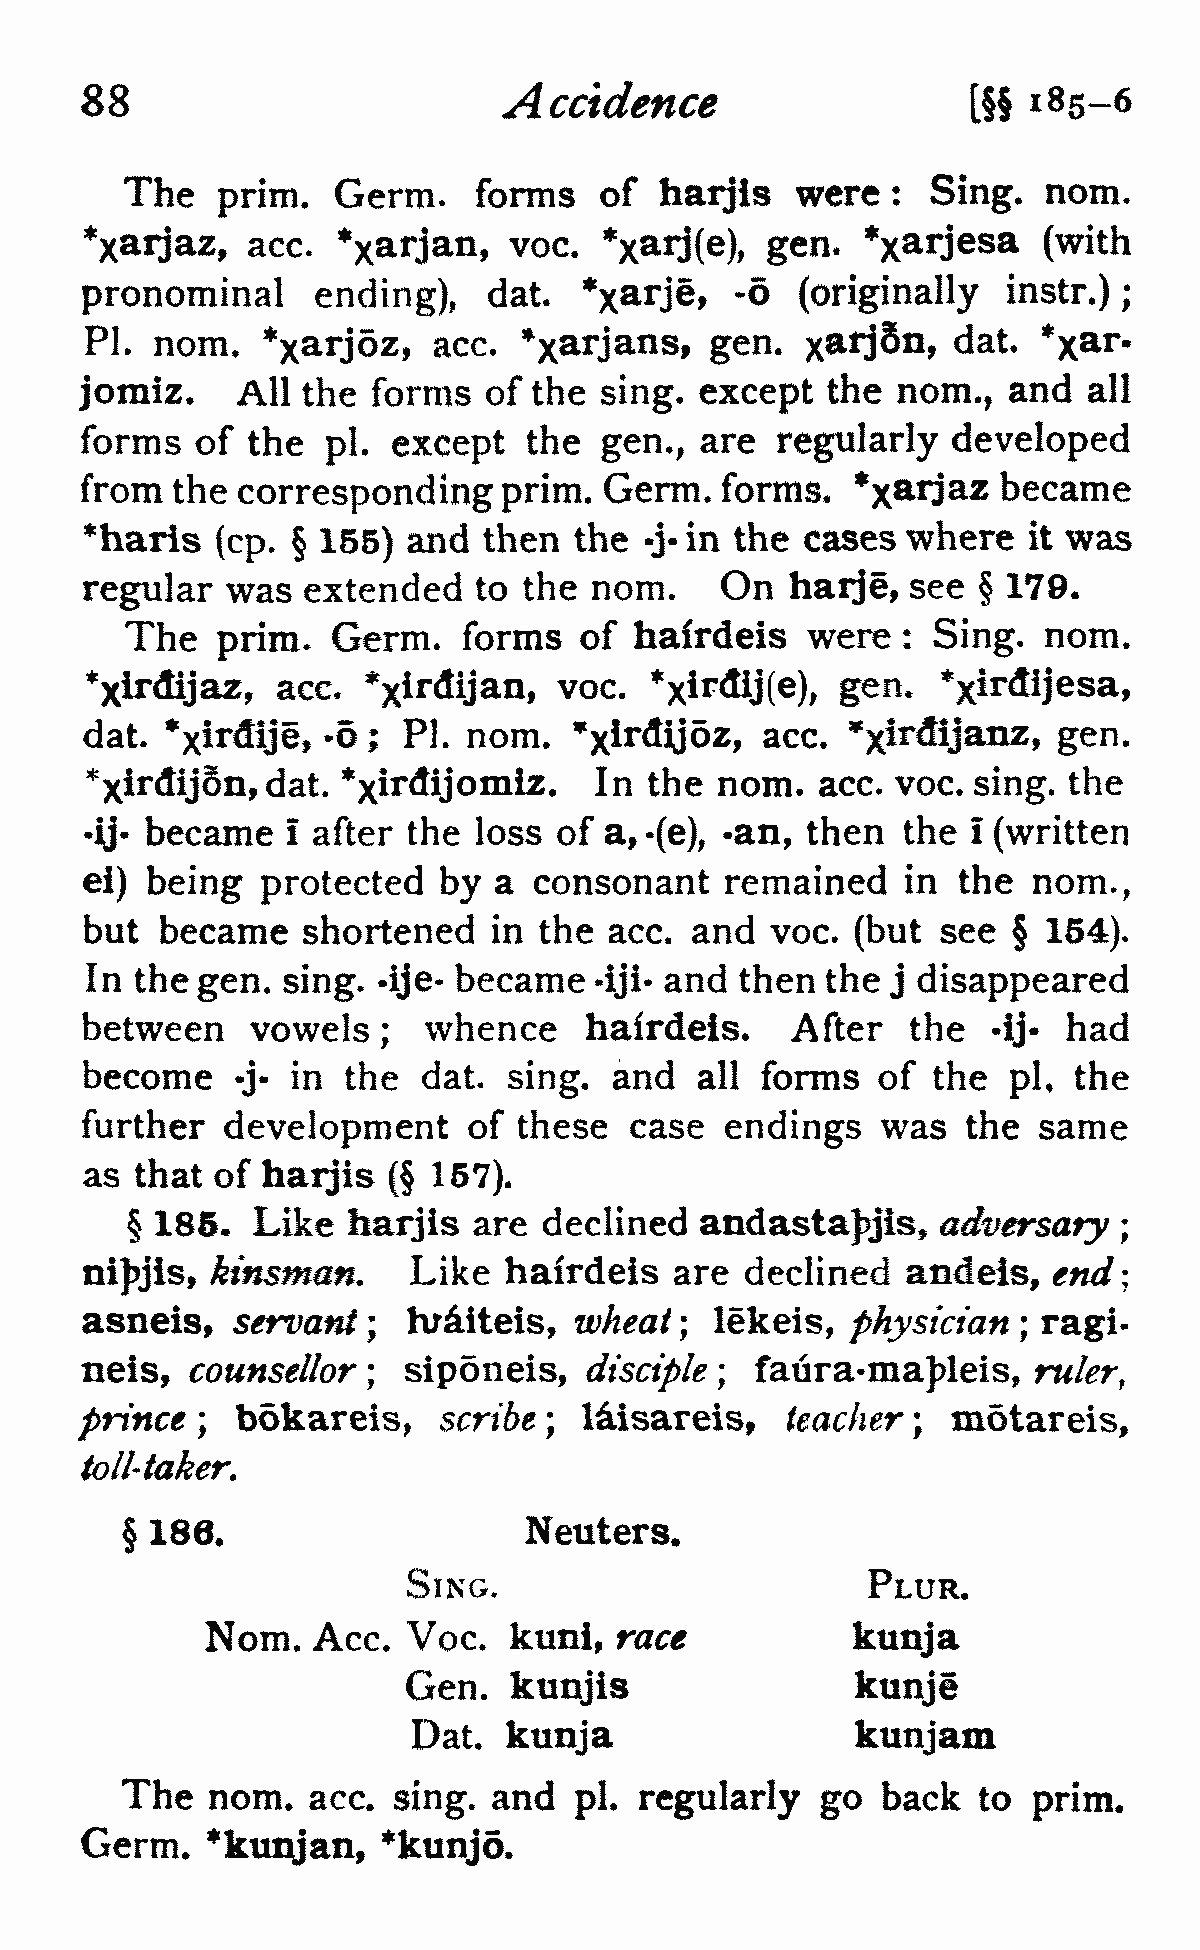 88 Accidence [§§ 185–6
The prim. Germ. forms of harjis were : Sing. nom.
*χarjaz, acc. *χarjan, voc. *χarj(e), gen. *χarjesa (with
pronominal ending), dat. *χarjē, -ō (originally instr.) ;
Pl. nom. *χarjōz, acc. *χarjans, gen. χarjō̃n, dat. *χar-
jomiz. All the forms of the sing. except the nom., and all
forms of the pl. except the gen., are regularly developed
from the corresponding prim. Germ. forms. *χarjaz became
*haris (cp. § 155) and then the -j- in the cases where it was
regular was extended to the nom. On harjē, see § 179.
The prim. Germ. forms of haírdeis were : Sing. nom.
*χirđijaz, acc. *χirđijan, voc. *χirđij(e), gen. *χirđijesa,
dat. *χirđijē, -ō ; Pl. nom. *χirđijōz, acc. *χirđijanz, gen.
*χirđijō̃n, dat. *χirđijomiz. In the nom. acc. voc. sing. the
-ij- became ī after the loss of a, -(e), -an, then the ī (written
ei) being protected by a consonant remained in the nom.,
but became shortened in the acc. and voc. (but see § 154).
In the gen. sing. -ije- became -iji- and then the j disappeared
between vowels ; whence haírdeis. After the -ij- had
become -j- in the dat. sing. and all forms of the pl. the
further development of these case endings was the same
as that of harjis (§ 157).
§ 185. Like harjis are declined andastaþjis, adversary ;
niþjis, kinsman. Like haírdeis are declined andeis, end ;
asneis, servant ; ƕáiteis, wheat ; lēkeis, physician ; ragi-
neis, counsellor ; sipōneis, disciple ; faúra-maþleis, ruler,
prince ; bōkareis, scribe ; láisareis, teacher ; mōtareis,
toll-taker.
§ 186. Neuters.
SING. PLUR.
Nom. Acc. Voc. kuni, race kunja
Gen. kunjis kunjē
Dat. kunja kunjam
The nom. acc. sing. and pl. regularly go back to prim.
Germ. *kunjan, *kunjō.